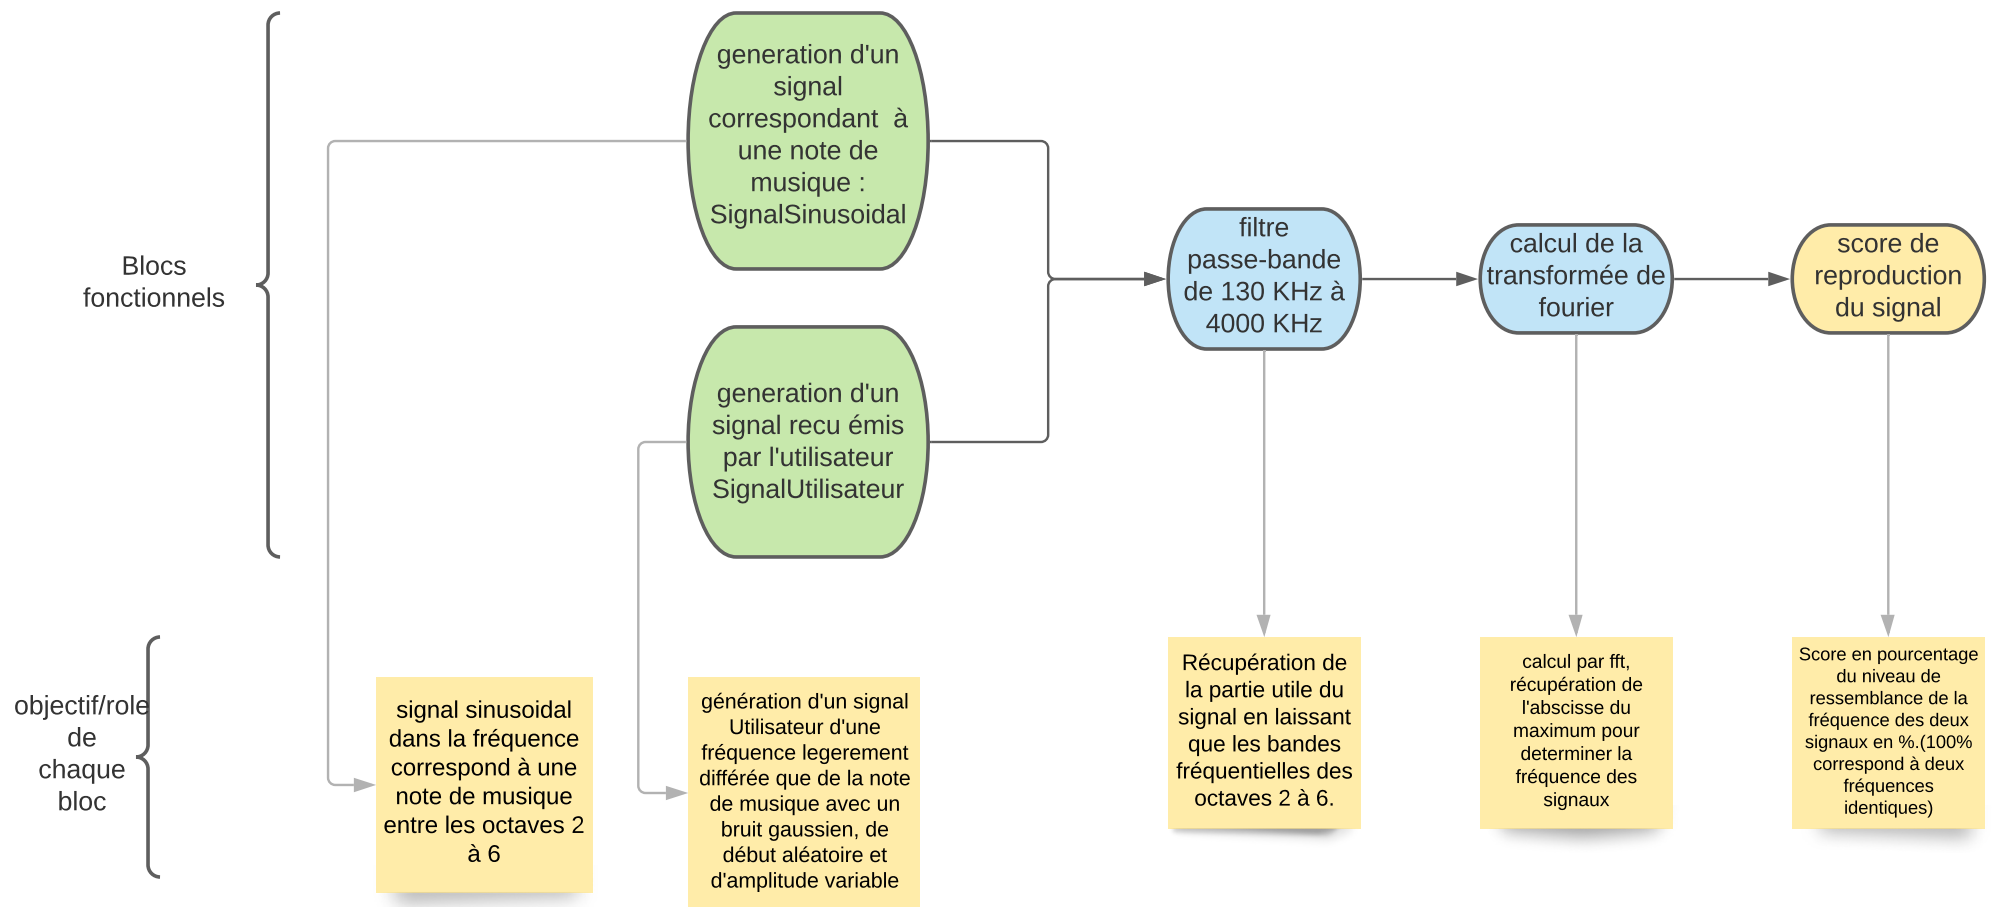 Blocs
fonctionnels
generation d'un
signal
correspondant  à
une note de
musique :
SignalSinusoidal
generation d'un
signal recu émis
par l'utilisateur
SignalUtilisateur
filtre
passe-bande
de 130 KHz à
4000 KHz
calcul de la
transformée de
fourier
score de
reproduction
du signal
objectif/role
de
chaque
bloc
signal sinusoidal
dans la fréquence
correspond à une
note de musique
entre les octaves 2
à 6
génération d'un signal
Utilisateur d'une
fréquence legerement
différée que de la note
de musique avec un
bruit gaussien, de
début aléatoire et
d'amplitude variable
Récupération de
la partie utile du
signal en laissant
que les bandes
fréquentielles des
octaves 2 à 6.
calcul par fft,
récupération de
l'abscisse du
maximum pour
determiner la
fréquence des
signaux
Score en pourcentage
du niveau de
ressemblance de la
fréquence des deux
signaux en %.(100%
correspond à deux
fréquences
identiques)